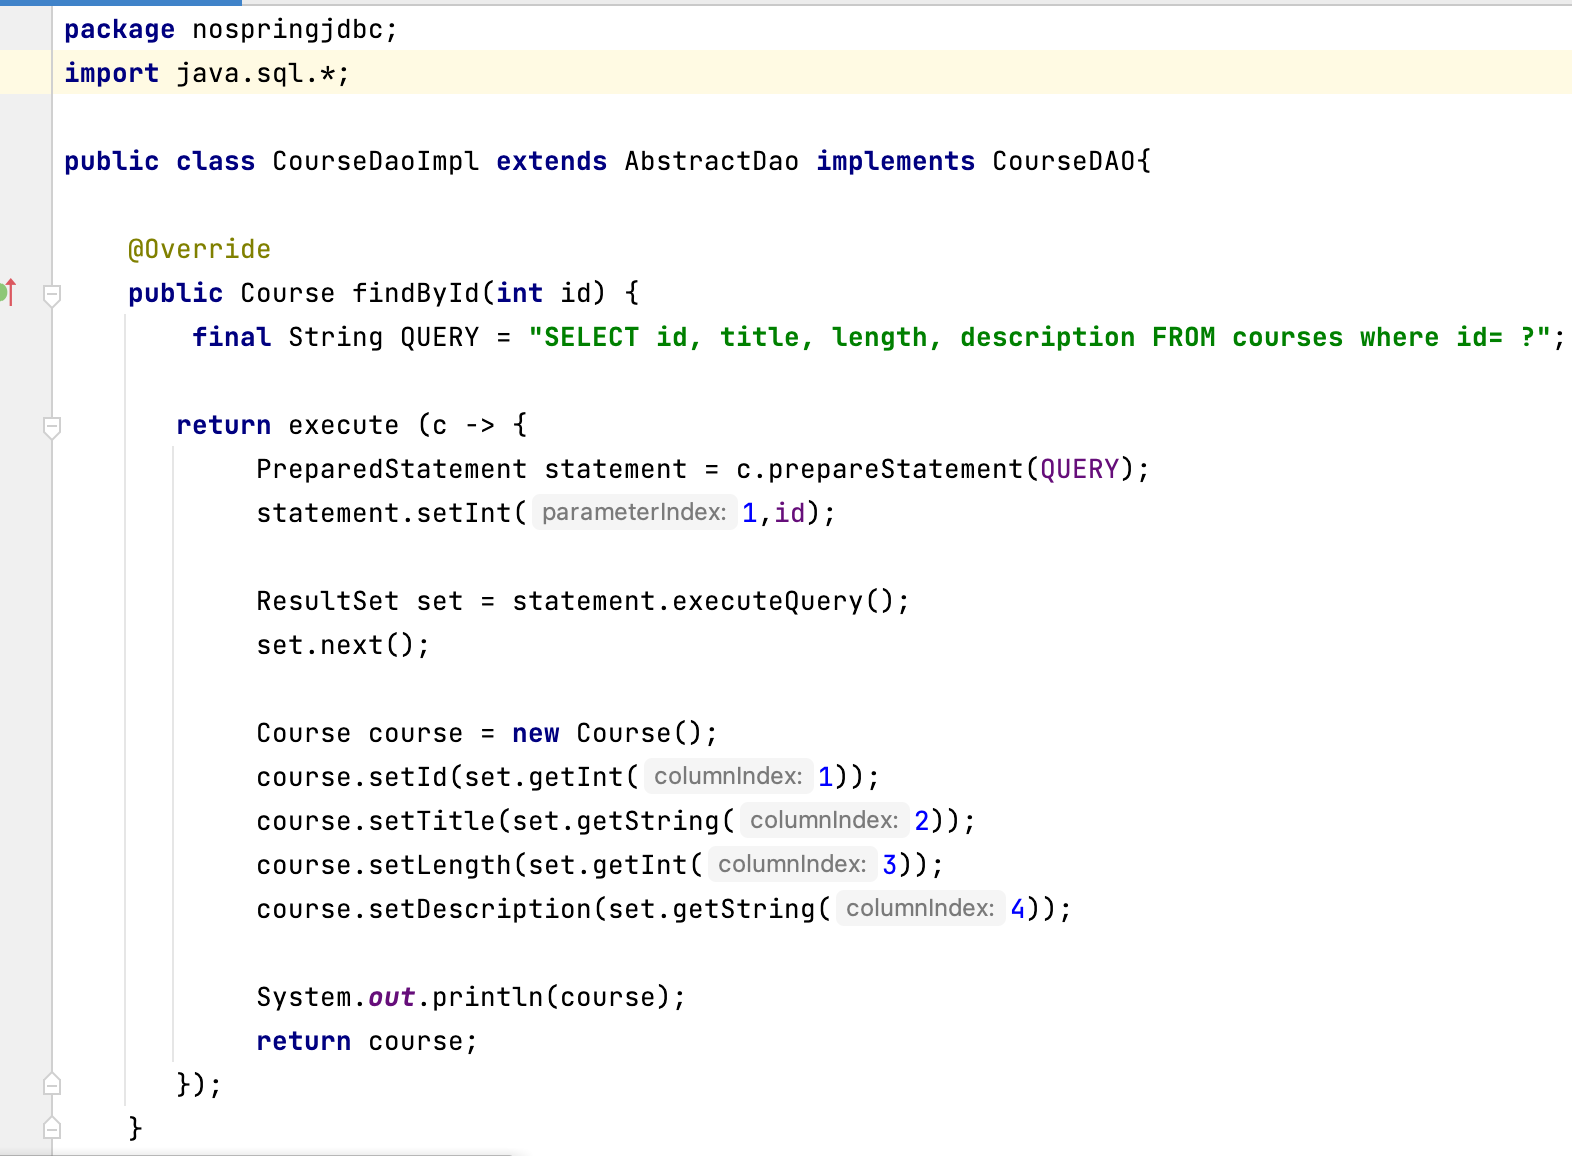 package nospringjdbc;
import java.sql.*;
public class CourseDaoImpl extends AbstractDao implements CourseDAO{
@Override
public Course findById(int id) {
final String QUERY = "SELECT id, title, length, description FROM courses where id= ?";
return execute (c -> {
PreparedStatement statement = c.prepareStatement(QUERY);
statement.setInt( parameterIndex: 1,id);
ResultSet set = statement.executeQuery();
set.next();
Course course = new Course();
course.setId(set.getInt( columnIndex: 1));
course.setTitle(set.getString( columnIndex: 2));
course.setLength(set.getInt( columnIndex: 3));
course.setDescription(set.getString( columnIndex: 4));
System.out.println(course);
return course;
});
}